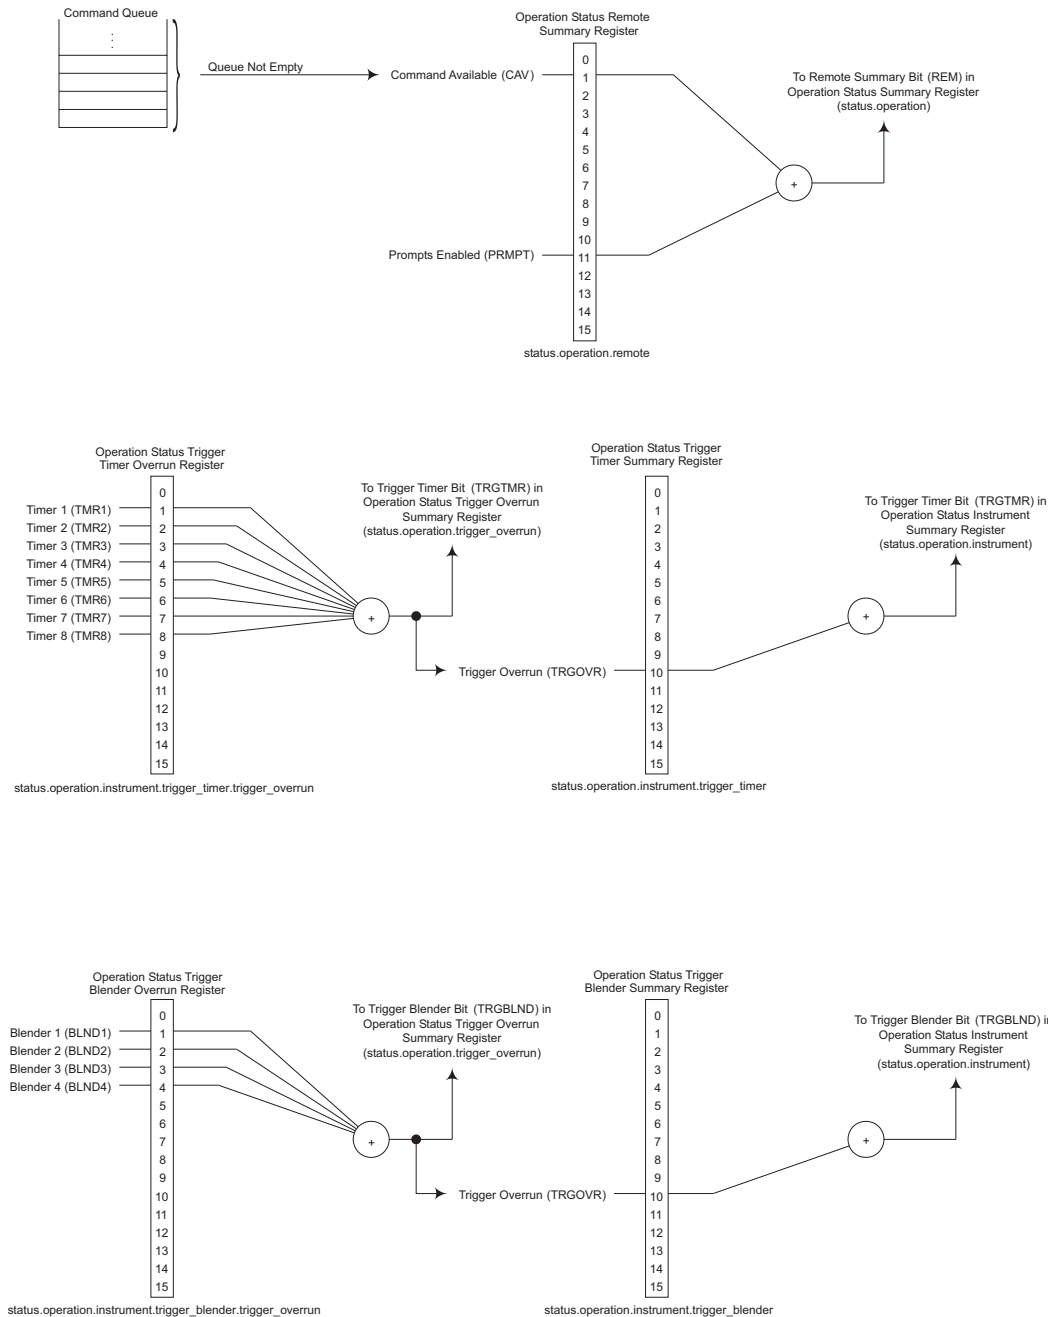 Command Queue
Queue Not Empty
Command Available (CAV)
Prompts Enabled (PRMPT)
Operation Status Remote
Summary Register
0
1
2
3
4
5
6
7
8
9
10
11
12
13
14
15
status.operation.remote
+
To Remote Summary Bit (REM) in
Operation Status Summary Register
(status.operation)
Operation Status Trigger
Timer Overrun Register
Timer 1 (TMR1)
Timer 2 (TMR2)
Timer 3 (TMR3)
Timer 4 (TMR4)
Timer 5 (TMR5)
Timer 6 (TMR6)
Timer 7 (TMR7)
Timer 8 (TMR8)
0
1
2
3
4
5
6
7
8
9
10
11
12
13
14
15
status.operation.instrument.trigger_timer.trigger_overrun
+
To Trigger Timer Bit (TRGTMR) in
Operation Status Trigger Overrun
Summary Register
(status.operation.trigger_overrun)
Trigger Overrun (TRGOVR)
Operation Status Trigger
Timer Summary Register
0
1
2
3
4
5
6
7
8
9
10
11
12
13
14
15
status.operation.instrument.trigger_timer
+
To Trigger Timer Bit (TRGTMR) in
Operation Status Instrument
Summary Register
(status.operation.instrument)
Operation Status Trigger
Blender Overrun Register
Blender 1 (BLND1)
Blender 2 (BLND2)
Blender 3 (BLND3)
Blender 4 (BLND4)
0
1
2
3
4
5
6
7
8
9
10
11
12
13
14
15
status.operation.instrument.trigger_blender.trigger_overrun
+
To Trigger Blender Bit (TRGBLND) in
Operation Status Trigger Overrun
Summary Register
(status.operation.trigger_overrun)
Trigger Overrun (TRGOVR)
Operation Status Trigger
Blender Summary Register
0
1
2
3
4
5
6
7
8
9
10
11
12
13
14
15
status.operation.instrument.trigger_blender
+
To Trigger Blender Bit (TRGBLND) in
Operation Status Instrument
Summary Register
(status.operation.instrument)